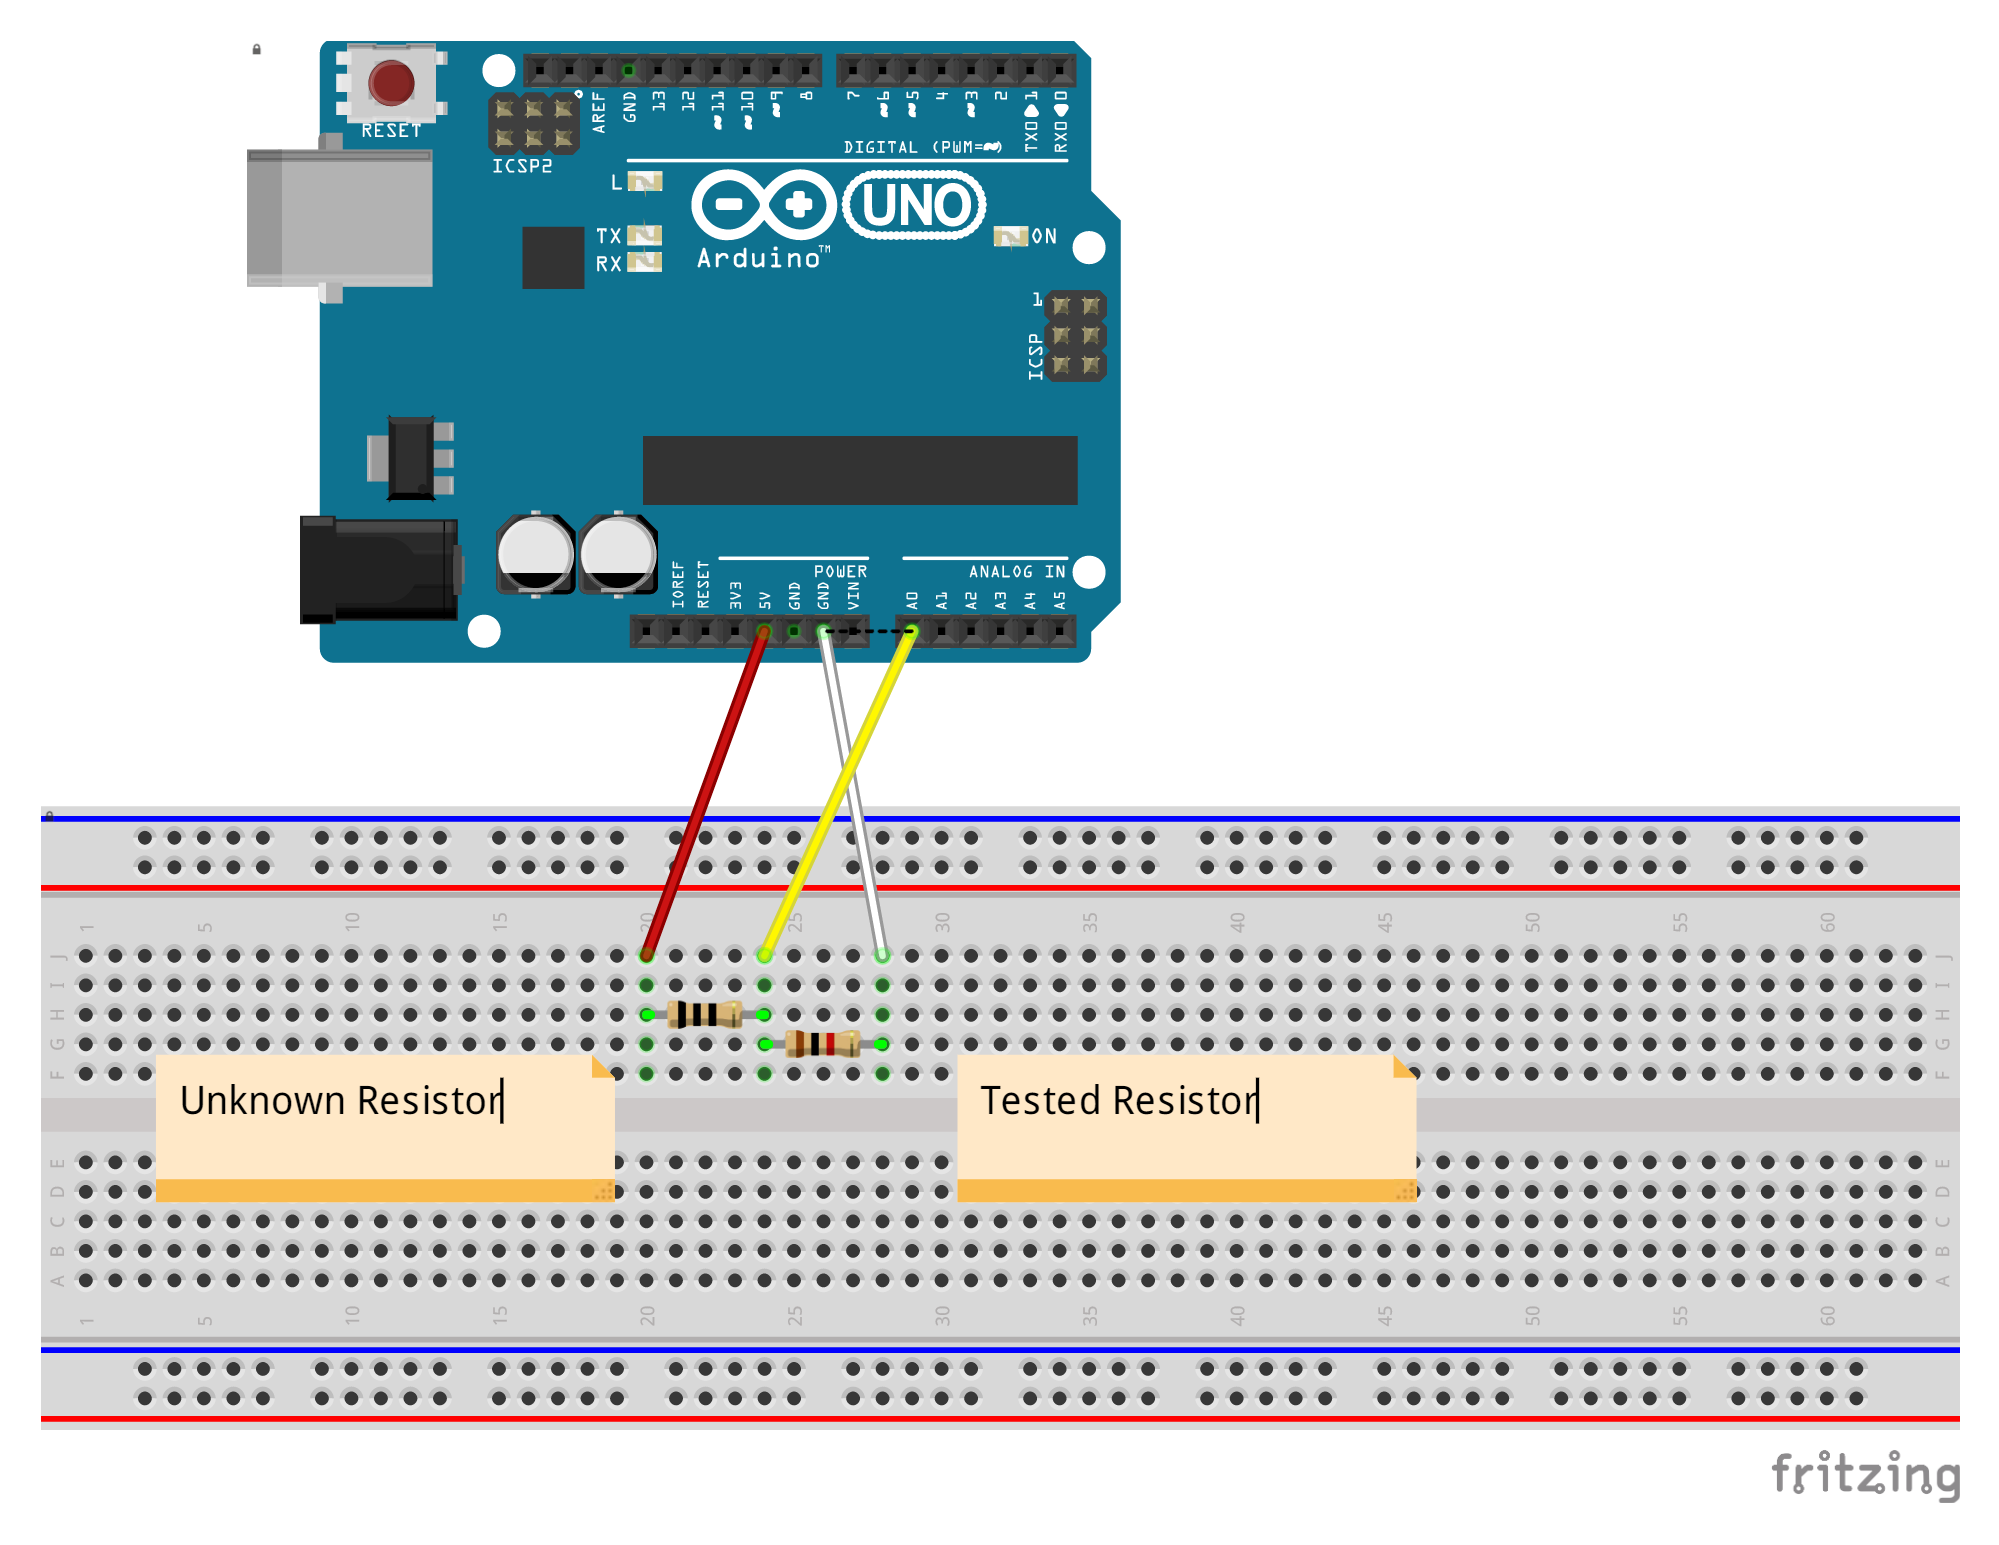 RESET
ICSP2
AREF
GND
13
12
~11
~10
~9
8
7
~6
~5
4
~3
2
TX0▶1
RX0◀0
DIGITAL (PWM=~)
L
TX
RX
UNO
ON
Arduino™
1
ICSP
IOREF
RESET
3V3
5V
GND
GND
VIN
POWER
ANALOG IN
A0
A1
A2
A3
A4
A5
1 5 10 15 20 25 30 35 40 45 50 55 60
J J
I I
H H
G G
F F
Unknown Resistor
Tested Resistor
E E
D D
C C
B B
A A
1 5 10 15 20 25 30 35 40 45 50 55 60
fritzing